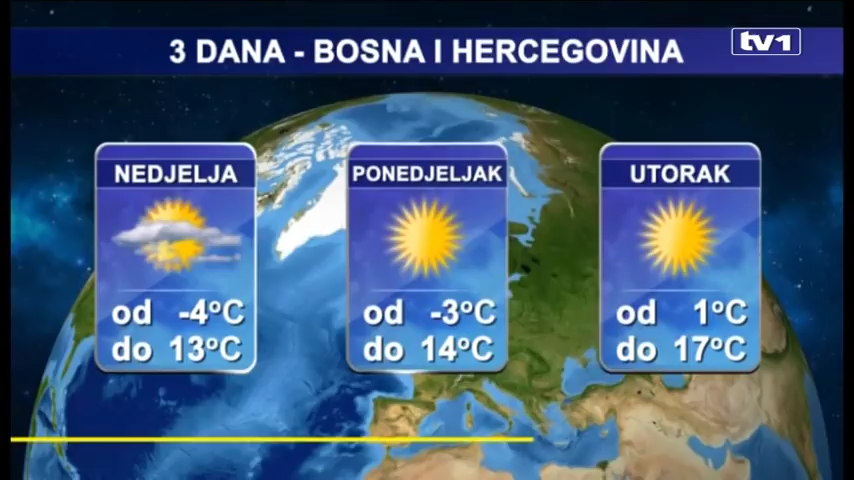 tv1
3 DANA - BOSNA I HERCEGOVINA
NEDJELJA
od -4°C
do 13°C
PONEDJELJAK
od -3°C
do 14°C
UTORAK
od 1°C
do 17°C